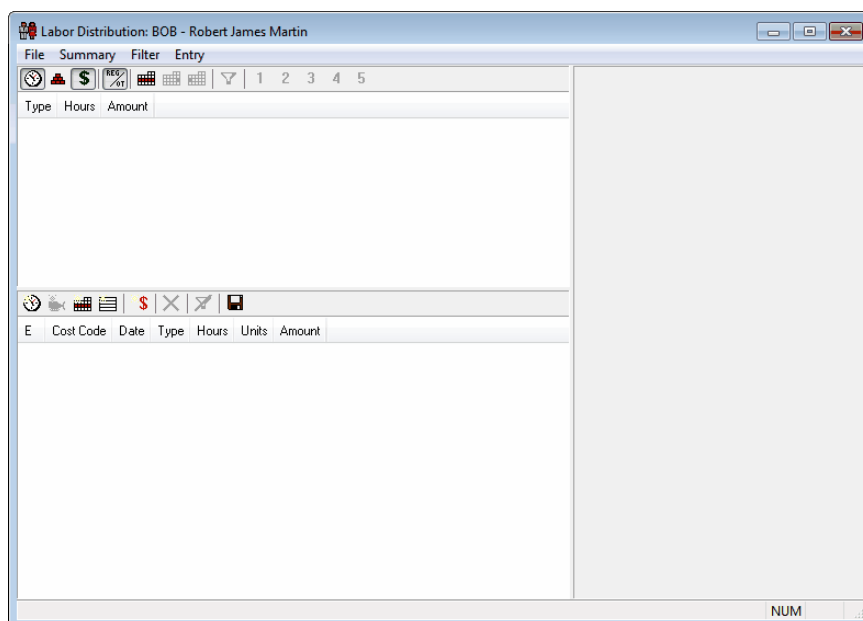 Labor Distribution: BOB - Robert James Martin
File Summary Filter Entry
$ REG/OT 1 2 3 4 5
Type Hours Amount
$
E Cost Code Date Type Hours Units Amount
NUM